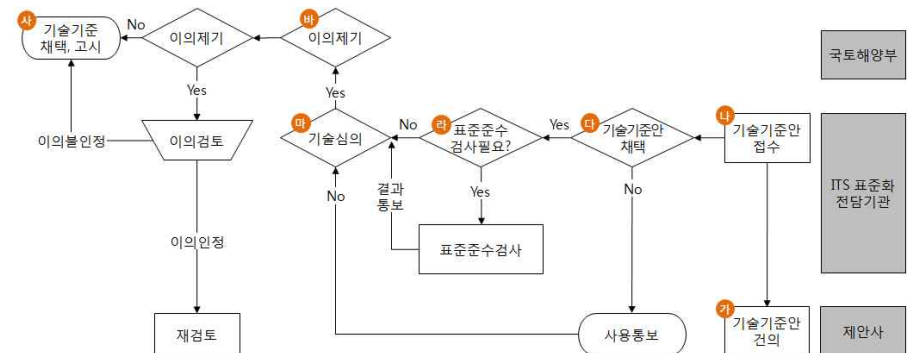 사
기술기준
채택, 고시
No
이의제기
바
이의제기
국토해양부
Yes
Yes
이의불인정
이의검토
마
기술심의
No
라
표준준수
검사필요?
Yes
다
기술기준안
채택
나
기술기준안
접수
ITS 표준화
전담기관
No
결과
통보
Yes
No
이의인정
표준준수검사
재검토
사용통보
가
기술기준안
건의
제안사